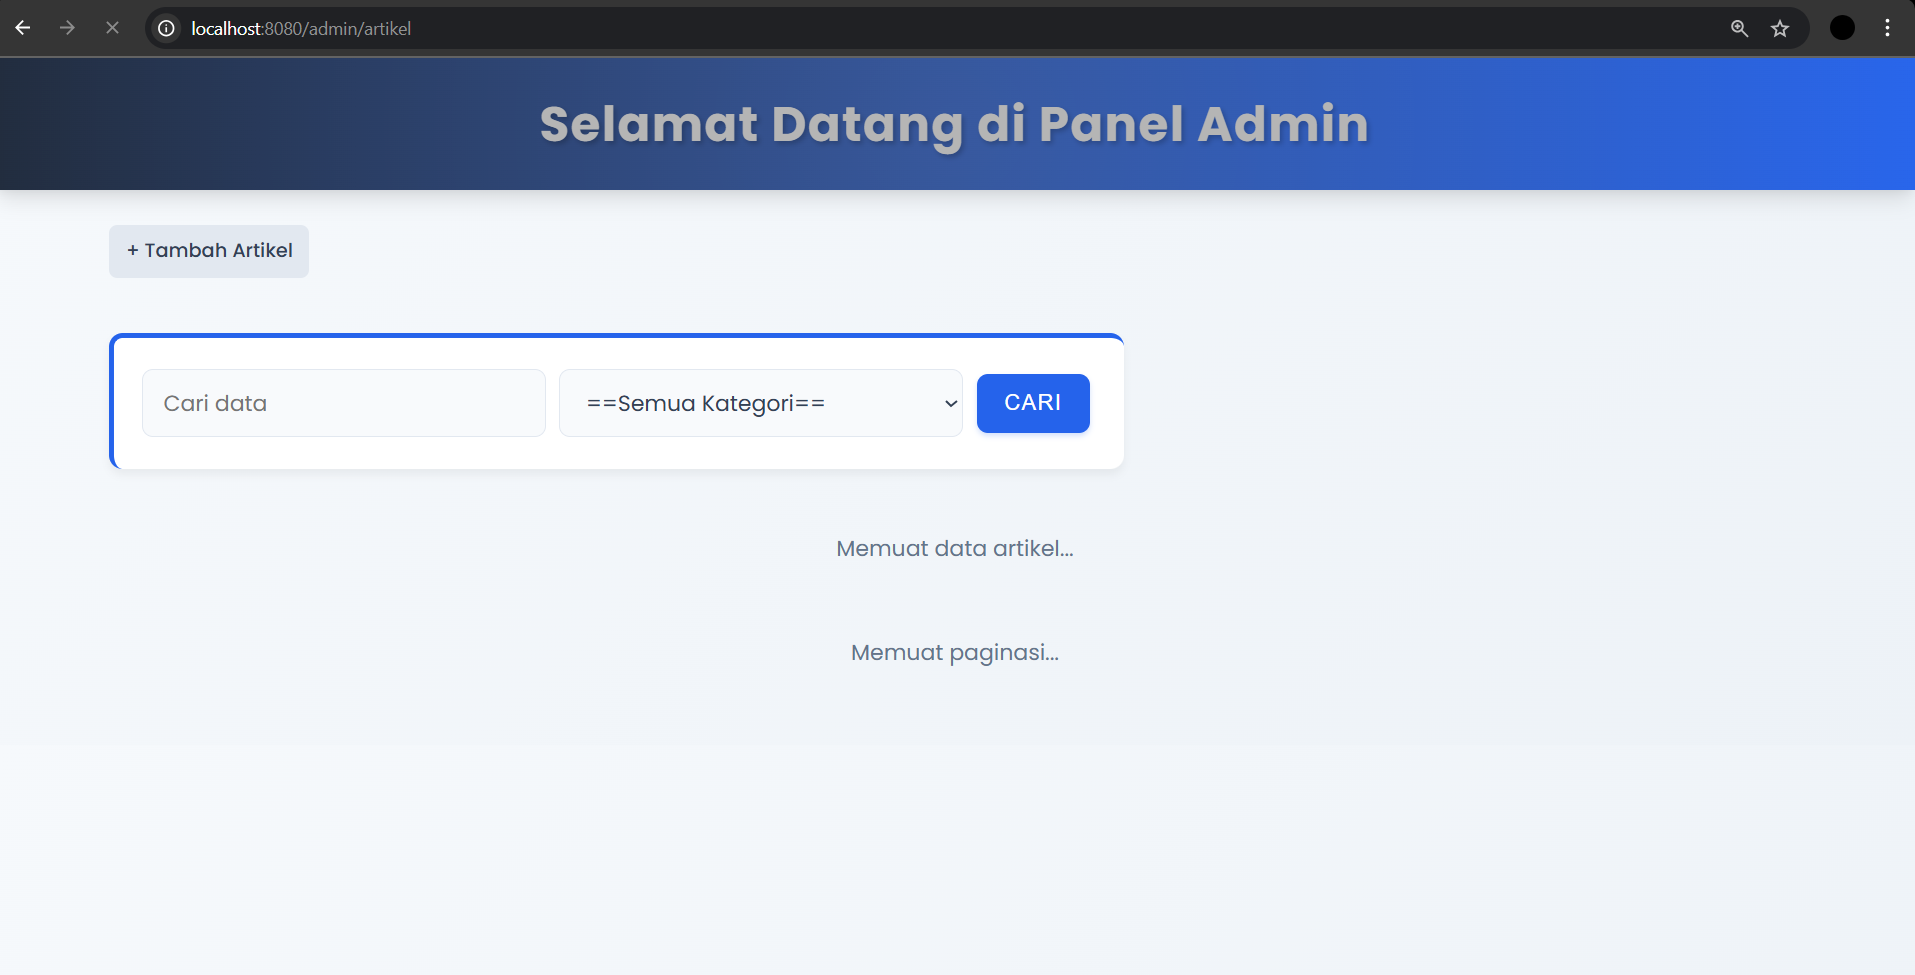 localhost:8080/admin/artikel
Selamat Datang di Panel Admin
+ Tambah Artikel
Cari data
==Semua Kategori==
CARI
Memuat data artikel...
Memuat paginasi...